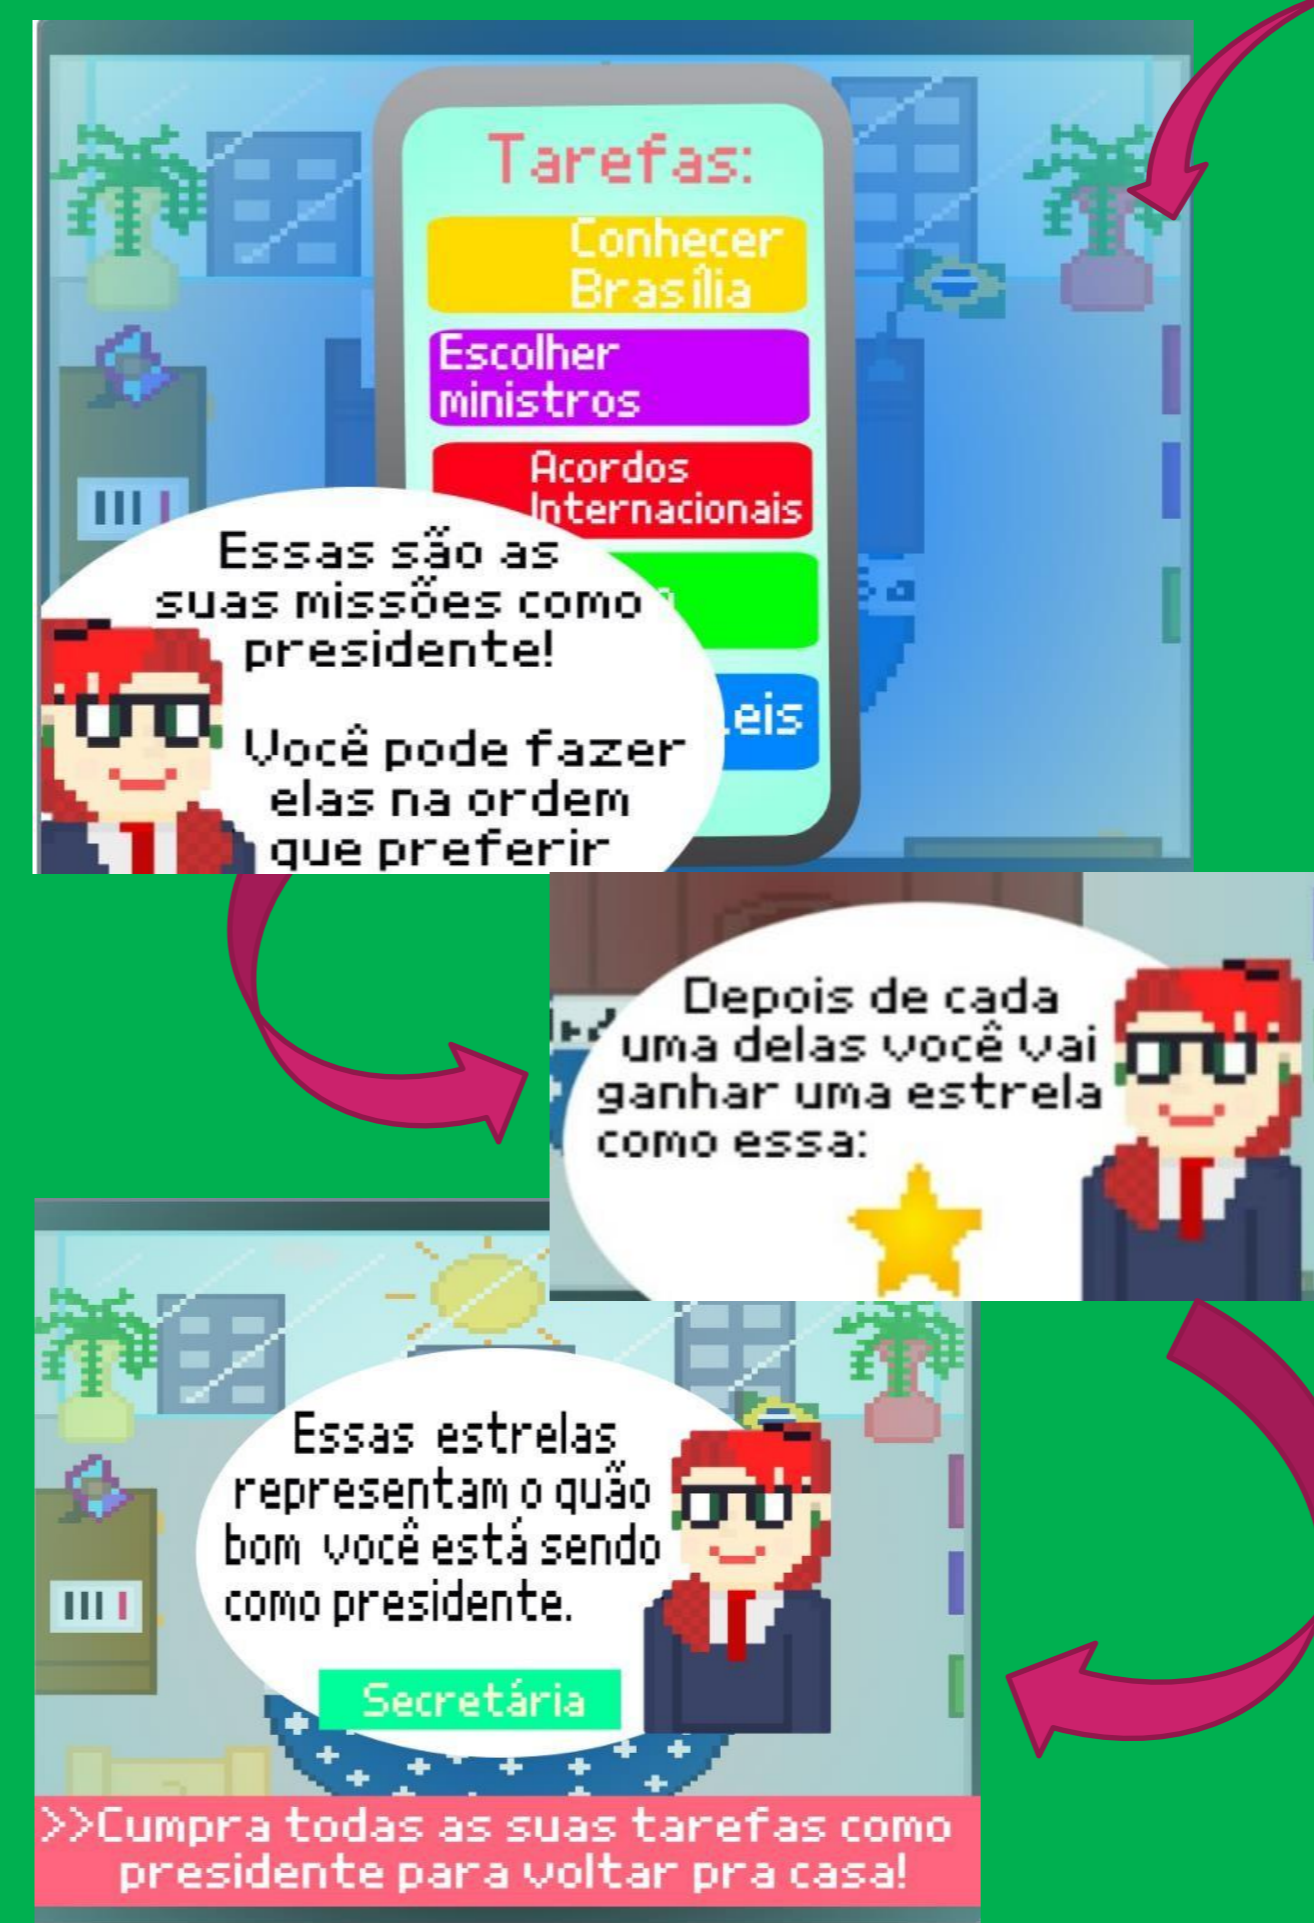 Tarefas:
Conhecer
Brasília
Escolher
ministros
Acordos
Internacionais
eis
Essas são as
suas missões como
presidente!
Você pode fazer
elas na ordem
que preferir
Depois de cada
uma delas você vai
ganhar uma estrela
como essa:
Essas estrelas
representam o quão
bom você está sendo
como presidente.
Secretária
>>Cumpra todas as suas tarefas como
presidente para voltar pra casa!